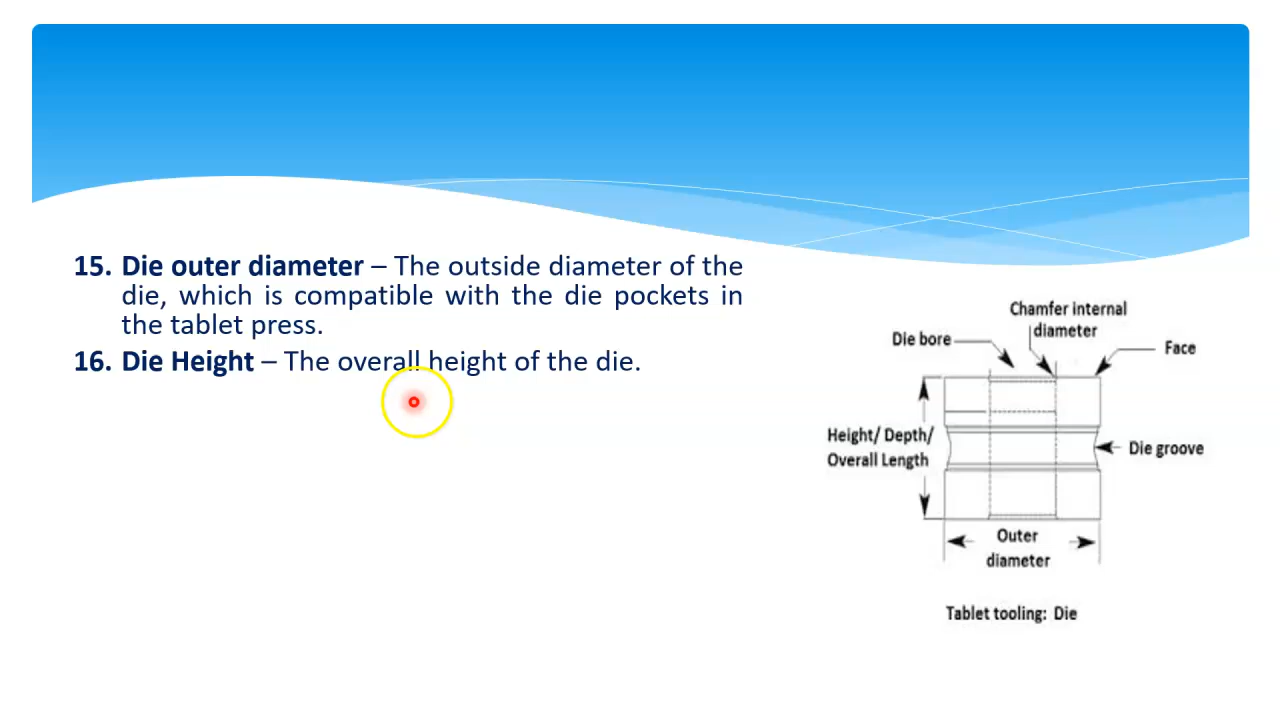 15. Die outer diameter – The outside diameter of the
die, which is compatible with the die pockets in
the tablet press.
16. Die Height – The overall height of the die.
Chamfer internal
diameter
Die bore
Face
Height/ Depth/
Overall Length
Die groove
Outer
diameter
Tablet tooling: Die